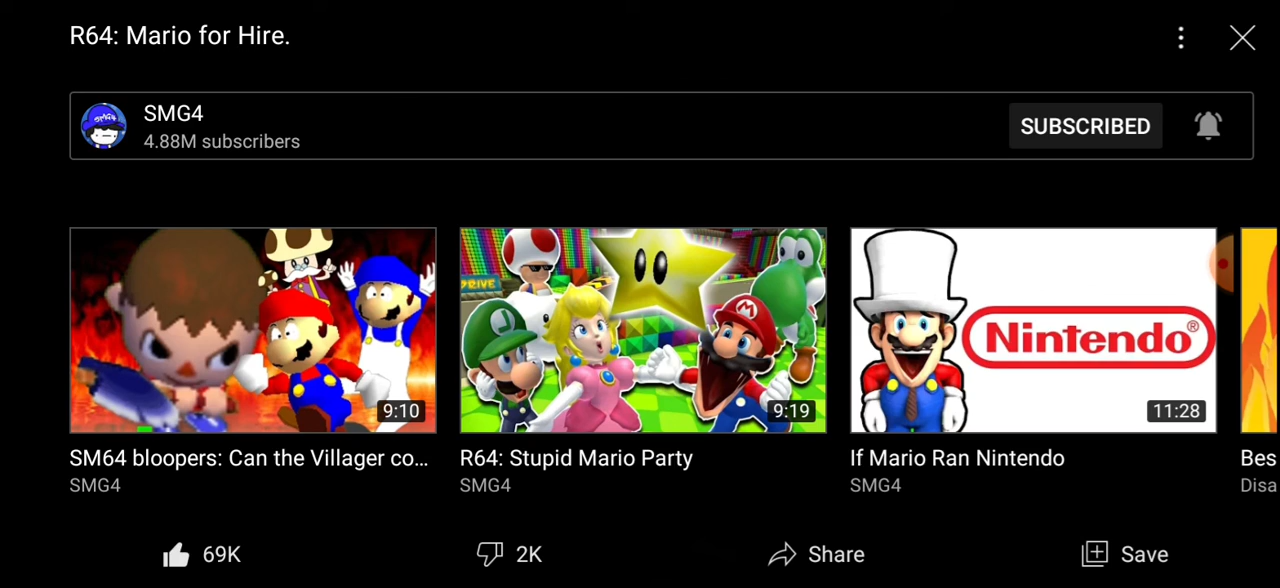 R64: Mario for Hire.
SMG4
4.88M subscribers
SUBSCRIBED
PRIVE
Nintendo®
9:10
9:19
11:28
SM64 bloopers: Can the Villager co...
R64: Stupid Mario Party
If Mario Ran Nintendo
Bes
SMG4
SMG4
SMG4
Disa
69K
2K
Share
Save